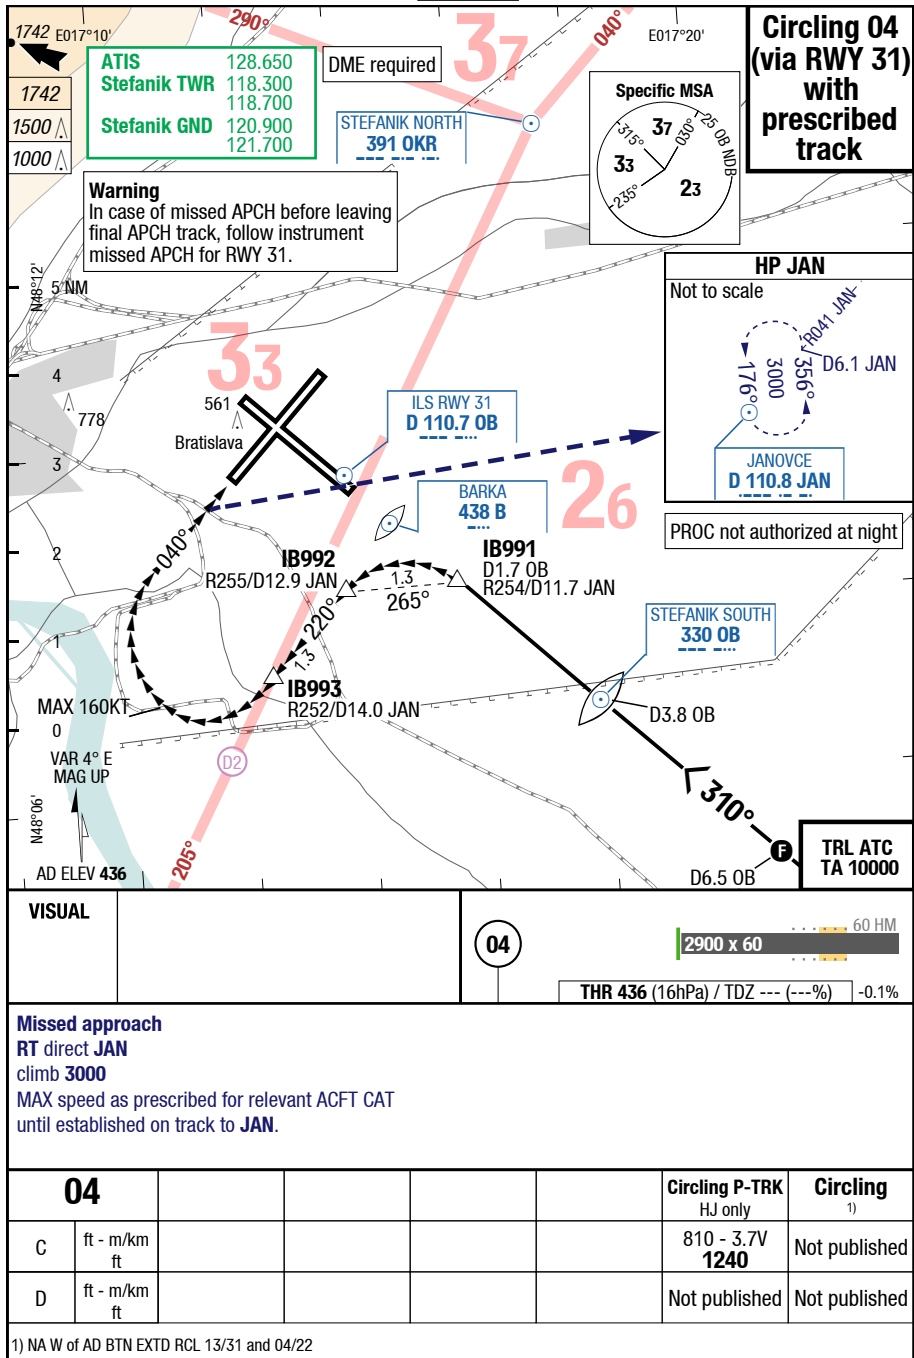 1742
E017°10'
290°
37
040°
E017°20'
Circling 04
(via RWY 31)
with
prescribed
track
ATIS 128.650
Stefanik TWR 118.300
118.700
Stefanik GND 120.900
121.700
DME required
1742
1500
1000
STEFANIK NORTH
391 OKR
Specific MSA
315°
37
030°
25 OB NDB
33
235°
23
Warning
In case of missed APCH before leaving
final APCH track, follow instrument
missed APCH for RWY 31.
N48°12'
5 NM
HP JAN
Not to scale
R041 JAN
D6.1 JAN
176°
3000
356°
JANOVCE
D 110.8 JAN
33
4
778
561
Bratislava
ILS RWY 31
D 110.7 OB
3
BARKA
438 B
26
PROC not authorized at night
040°
2
IB992
R255/D12.9 JAN
1.3
265°
IB991
D1.7 OB
R254/D11.7 JAN
220°
1.3
STEFANIK SOUTH
330 OB
1
IB993
R252/D14.0 JAN
MAX 160KT
D3.8 OB
0
VAR 4° E
MAG UP
D2
N48°06'
310°
205°
AD ELEV 436
F
D6.5 OB
TRL ATC
TA 10000
VISUAL
04
60 HM
2900 x 60
THR 436 (16hPa) / TDZ --- (---%) -0.1%
Missed approach
RT direct JAN
climb 3000
MAX speed as prescribed for relevant ACFT CAT
until established on track to JAN.
04
Circling P-TRK
HJ only
Circling
1)
C
ft - m/km
ft
810 - 3.7V
1240
Not published
D
ft - m/km
ft
Not published
Not published
1) NA W of AD BTN EXTD RCL 13/31 and 04/22